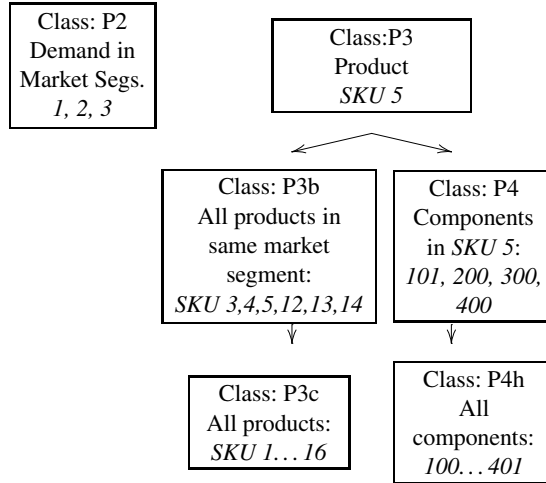 Class: P2
Demand in
Market Segs.
1, 2, 3
Class:P3
Product
SKU 5
Class: P3b
All products in
same market
segment:
SKU 3,4,5,12,13,14
Class: P4
Components
in SKU 5:
101, 200, 300,
400
Class: P3c
All products:
SKU 1...16
Class: P4h
All
components:
100...401